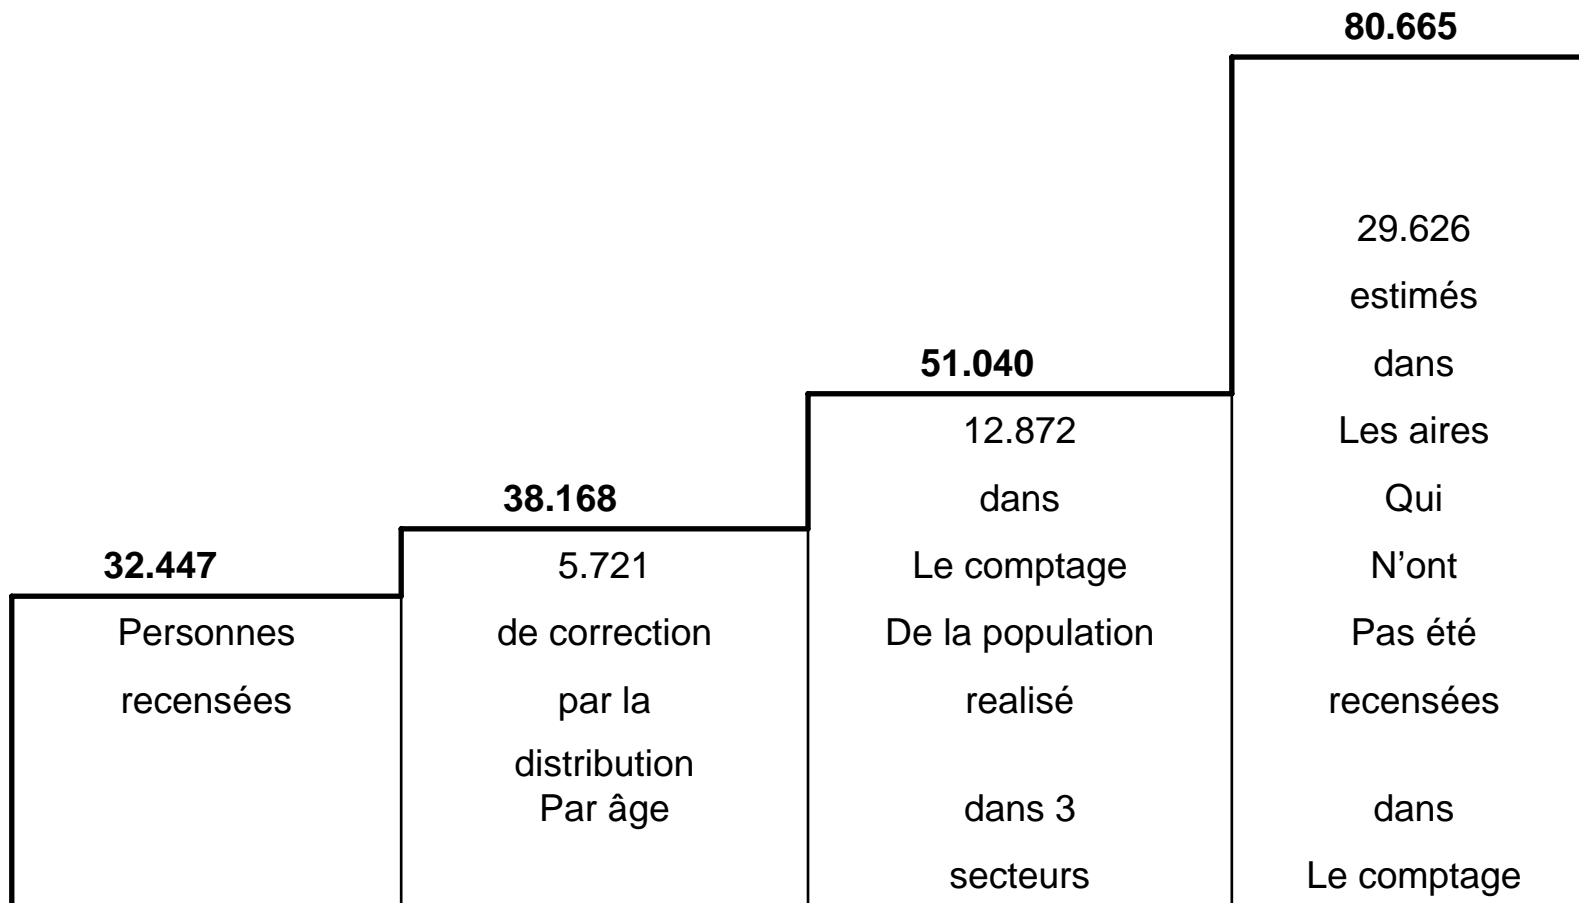 32.447
Personnes
recensées
38.168
5.721
de correction
par la
distribution
Par âge
51.040
12.872
dans
Le comptage
De la population
realisé
dans 3
secteurs
80.665
29.626
estimés
dans
Les aires
Qui
N’ont
Pas été
recensées
dans
Le comptage